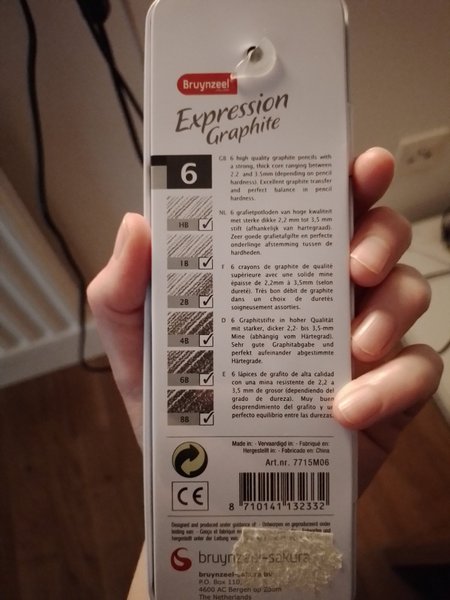 Bruynzeel
Expression
Graphite
6
GB 6 high quality graphite pencils with
a strong, thick core ranging between
2.2 and 3.5mm (depending on pencil
hardness). Excellent graphite transfer
and perfect balance in pencil
hardness.
HB
NL 6 grafietpotloden van hoge kwaliteit
met sterke dikke 2,2 mm tot 3,5 mm
stift (afhankelijk van hartegraad).
Zeer goede grafietafgifte en perfecte
onderlinge afstemming tussen de
hardheden.
1B
F 6 crayons de graphite de qualité
supérieure avec une solide mine
épaisse de 2,2mm à 3,5mm (selon
dureté). Très bon débit de graphite
dans un choix de duretés
soigneusement assorties.
2B
D 6 Graphitstifte in hoher Qualität
mit starker, dicker 2,2- bis 3,5-mm
Mine (abhängig vom Härtegrad).
Sehr gute Graphitabgabe und
perfekt aufeinander abgestimmte
Härtegrade.
4B
E 6 lápices de grafito de alta calidad
con una mina resistente de 2,2 a
3,5 mm de grosor (dependiendo del
grado de dureza). Muy buen
desprendimiento del grafito y un
perfecto equilibrio entre las durezas.
6B
8B
Made in: - Vervaardigd in: - Fabriqué en:
Hergestellt in: - Fabricado en: China
Art.nr. 7715M06
CE
8 710141 132332
Designed and produced under guidance of: - Ontworpen en geproduceerd onder
bruynzeel-sakura
bruynzeel-sakura bv
P.O. Box 110,
4600 AC Bergen op Zoom
The Netherlands